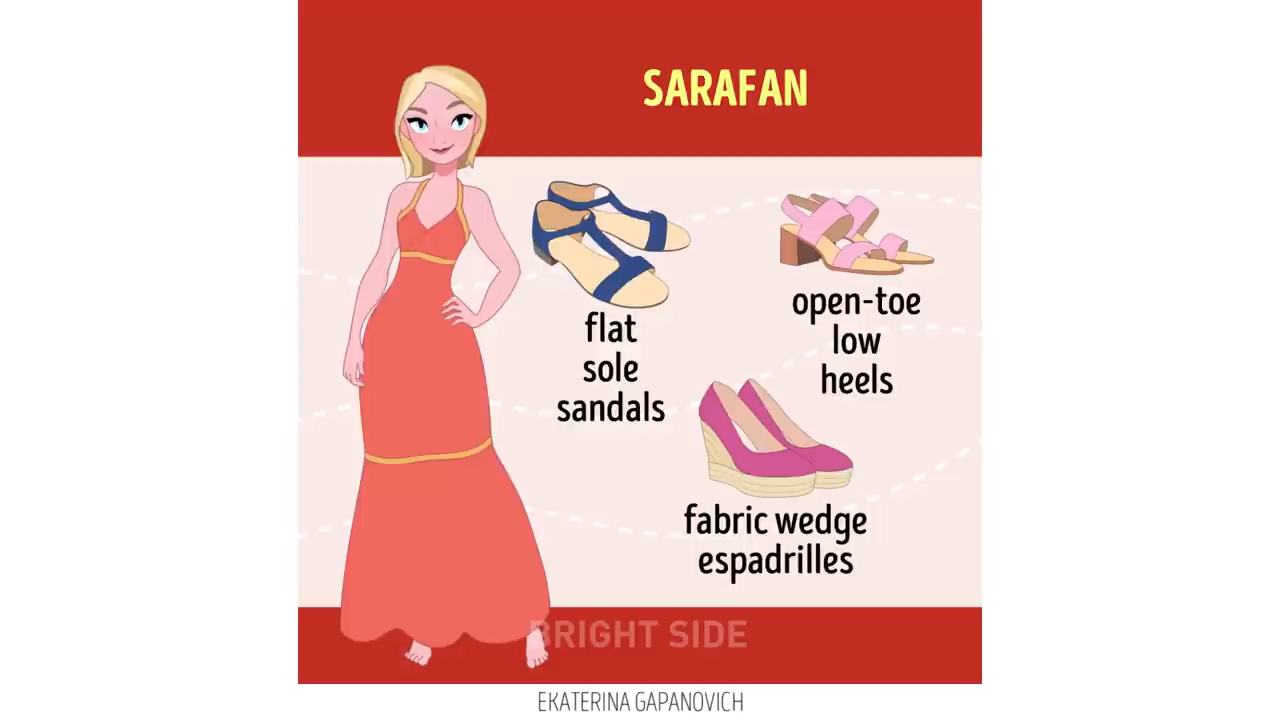 SARAFAN
flat
sole
sandals
open-toe
low
heels
fabric wedge
espadrilles
BRIGHT SIDE
EKATERINA GAPANOVICH